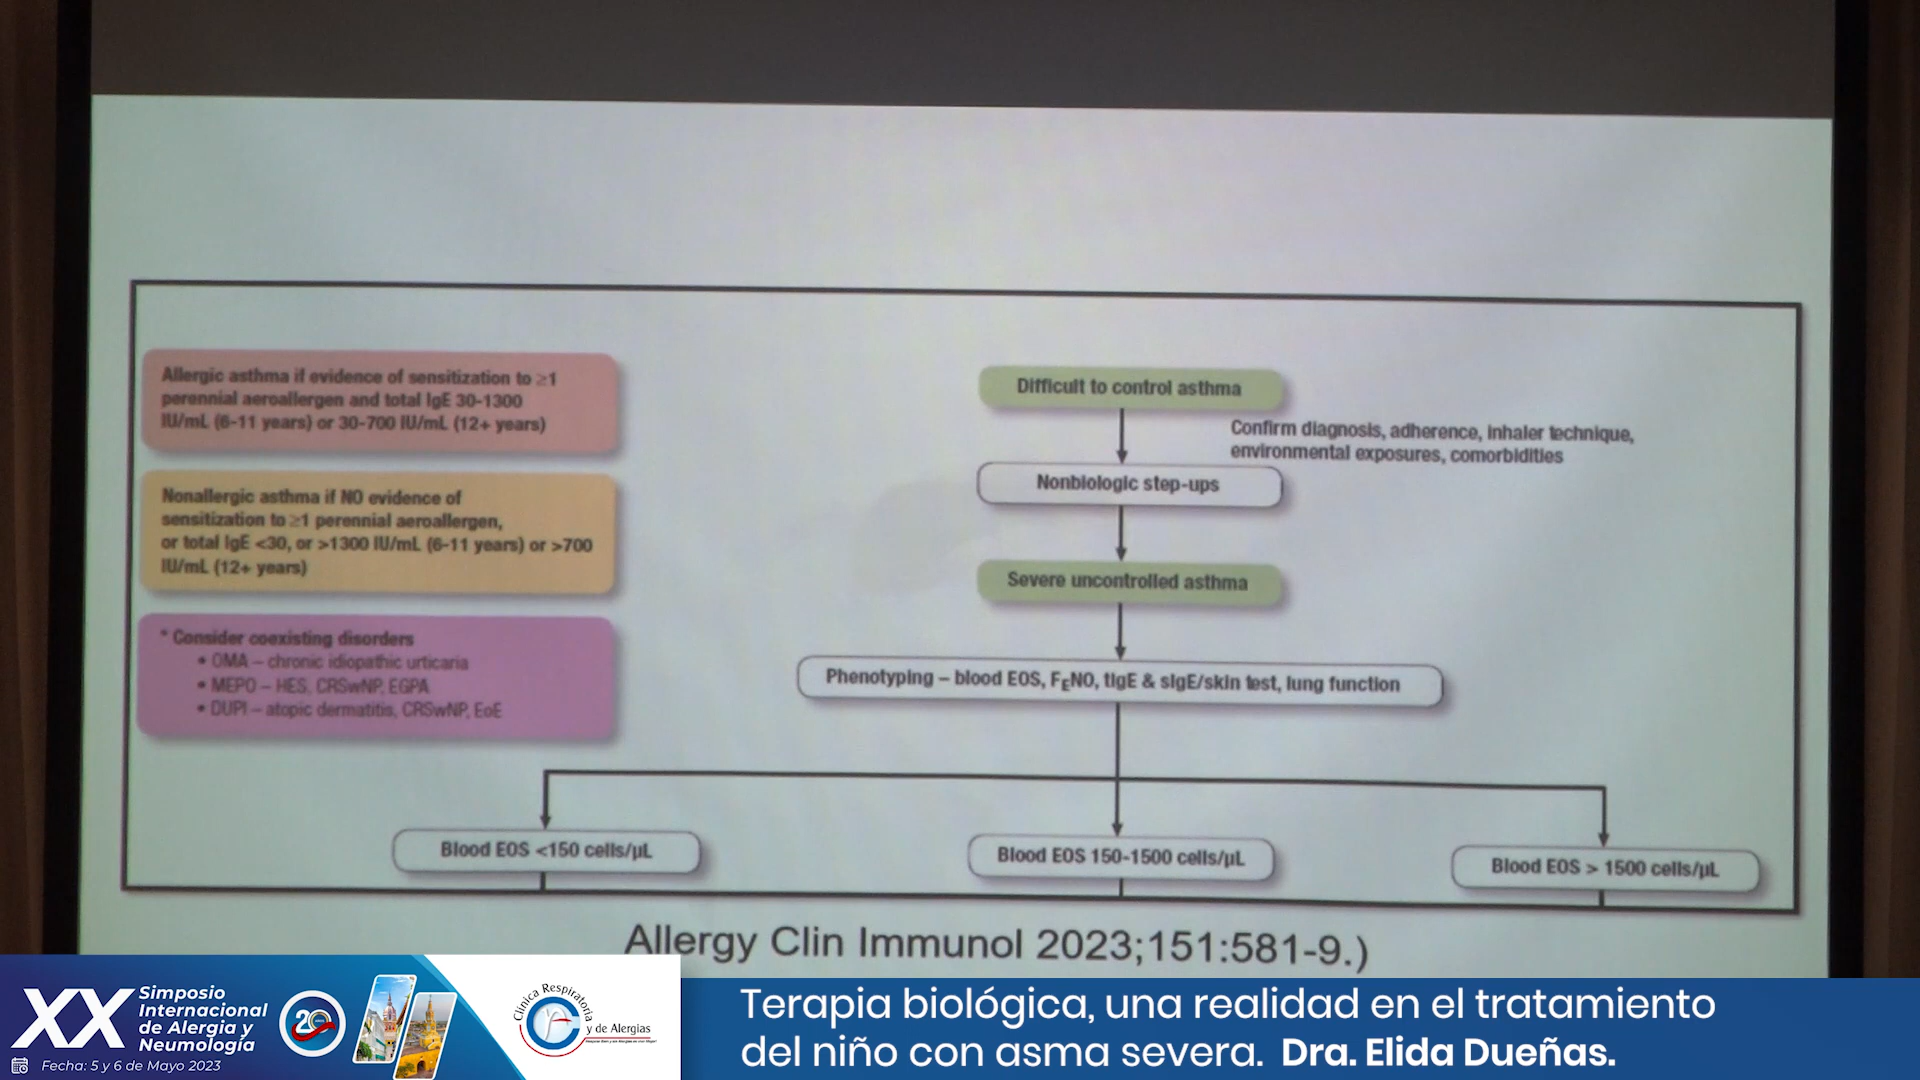 Allergic asthma if evidence of sensitization to ≥1
perennial aeroallergen and total IgE 30-1300
IU/mL (6-11 years) or 30-700 IU/mL (12+ years)
Nonallergic asthma if NO evidence of
sensitization to ≥1 perennial aeroallergen,
or total IgE <30, or >1300 IU/mL (6-11 years) or >700
IU/mL (12+ years)
* Consider coexisting disorders
• OMA – chronic idiopathic urticaria
• MEPO – HES, CRSwNP, EGPA
• DUPI – atopic dermatitis, CRSwNP, EoE
Difficult to control asthma
Confirm diagnosis, adherence, inhaler technique,
environmental exposures, comorbidities
Nonbiologic step-ups
Severe uncontrolled asthma
Phenotyping – blood EOS, FENO, tIgE & sIgE/skin test, lung function
Blood EOS <150 cells/µL
Blood EOS 150-1500 cells/µL
Blood EOS > 1500 cells/µL
Allergy Clin Immunol 2023;151:581-9.)
XX Simposio
Internacional
de Alergia y
Neumología
Fecha: 5 y 6 de Mayo 2023
20
Clínica Respiratoria
y de Alergias
Terapia biológica, una realidad en el tratamiento
del niño con asma severa. Dra. Elida Dueñas.